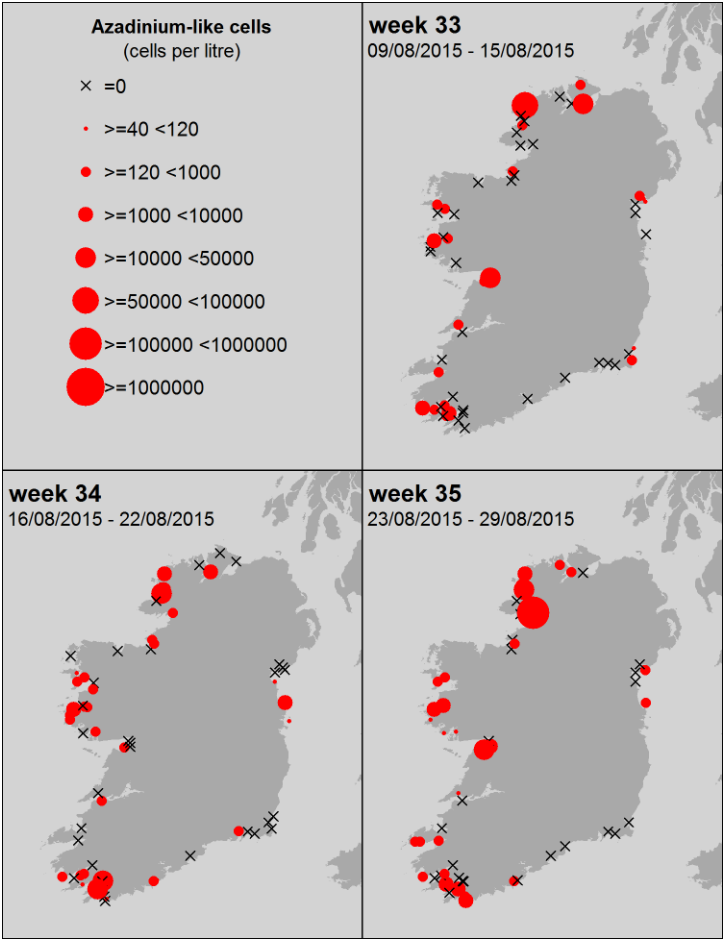 Azadinium-like cells
(cells per litre)
=0
>=40 <120
>=120 <1000
>=1000 <10000
>=10000 <50000
>=50000 <100000
>=100000 <1000000
>=1000000
week 33
09/08/2015 - 15/08/2015
week 34
16/08/2015 - 22/08/2015
week 35
23/08/2015 - 29/08/2015